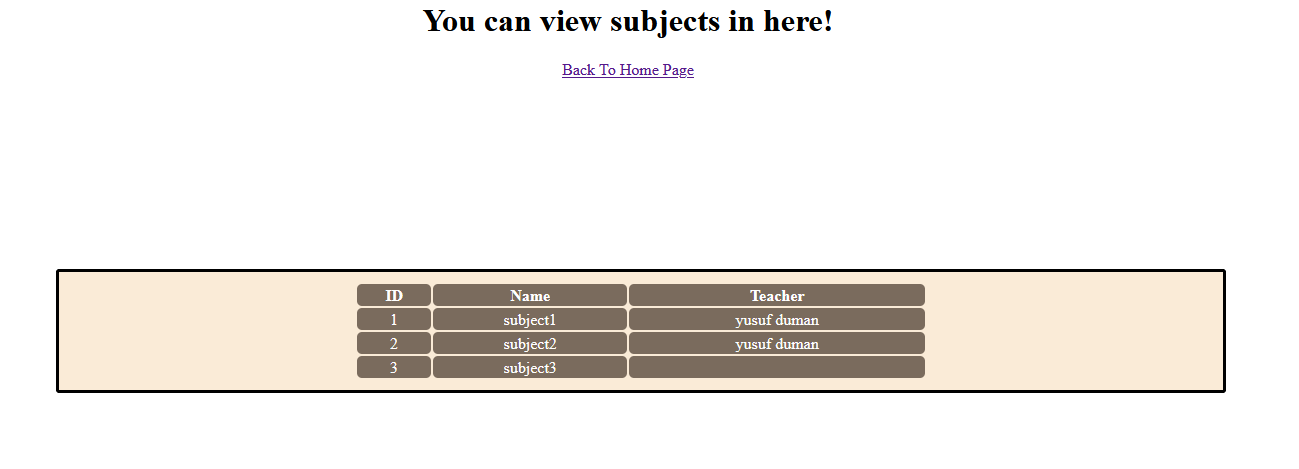 You can view subjects in here!
Back To Home Page
ID Name Teacher
1 subject1 yusuf duman
2 subject2 yusuf duman
3 subject3